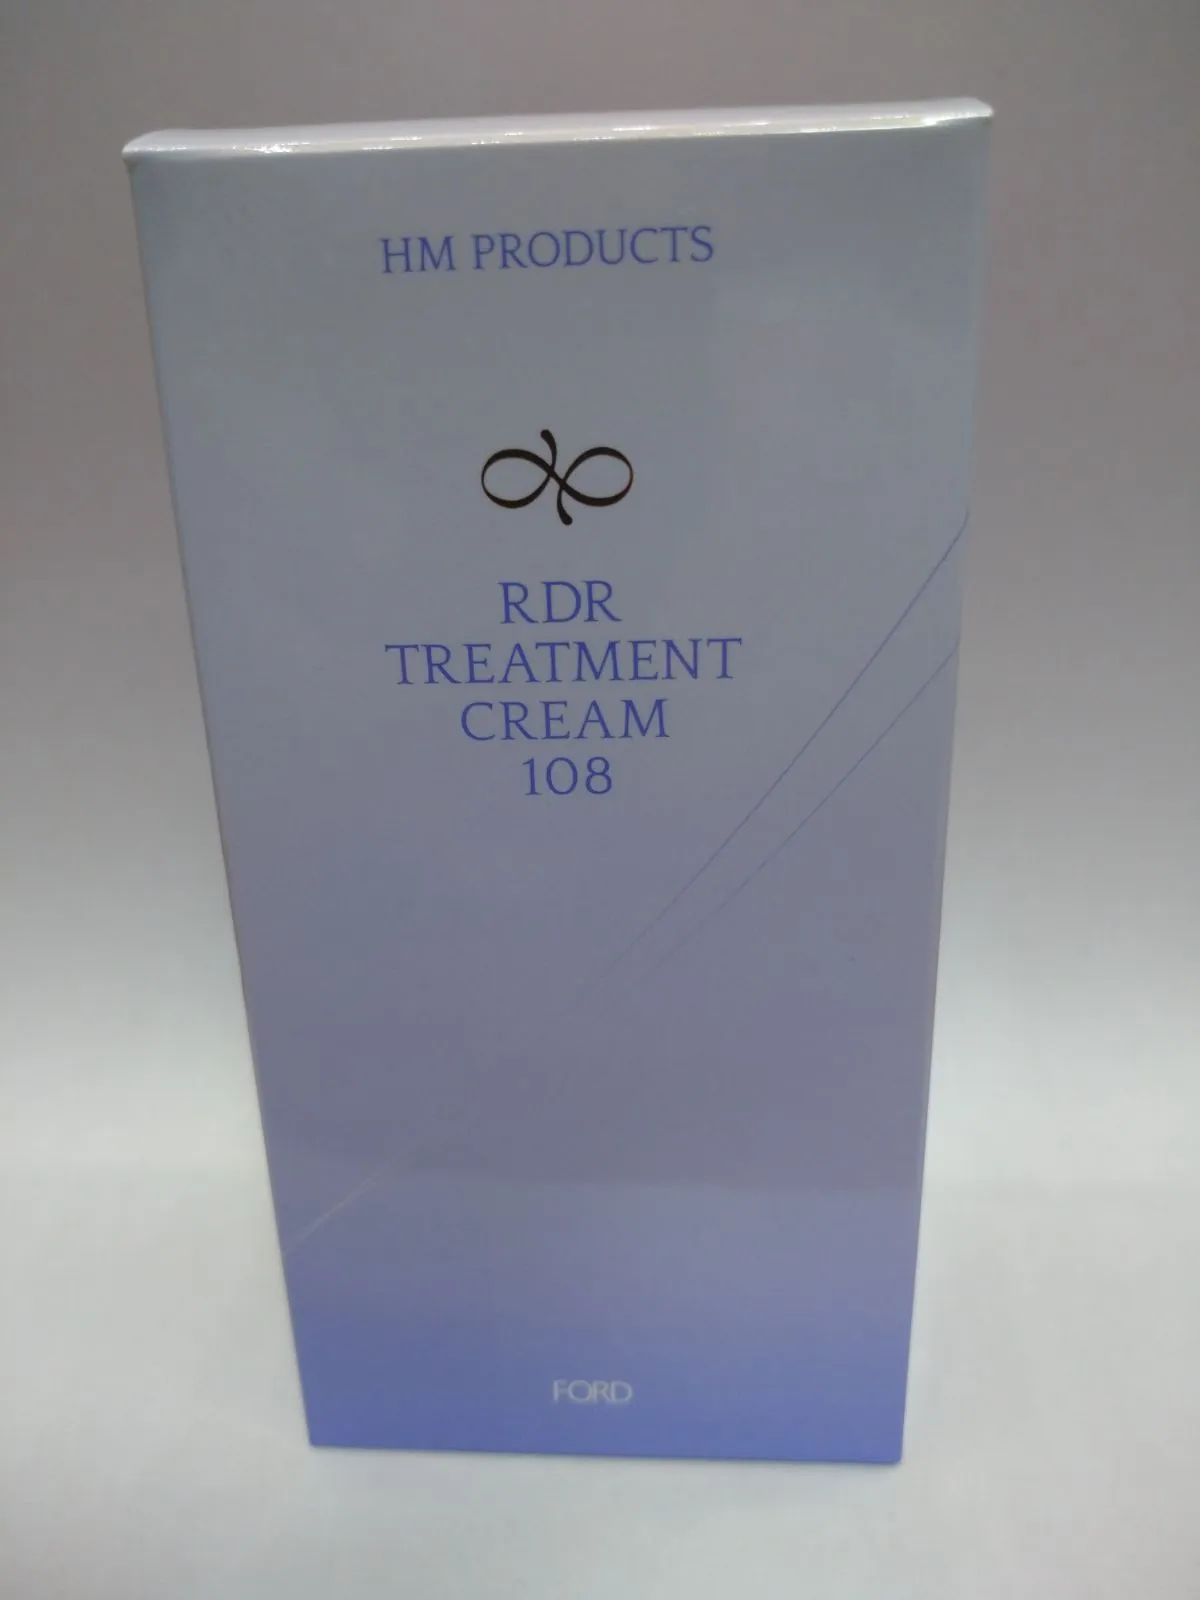 HM PRODUCTS
RDR
TREATMENT
CREAM
108
FORD